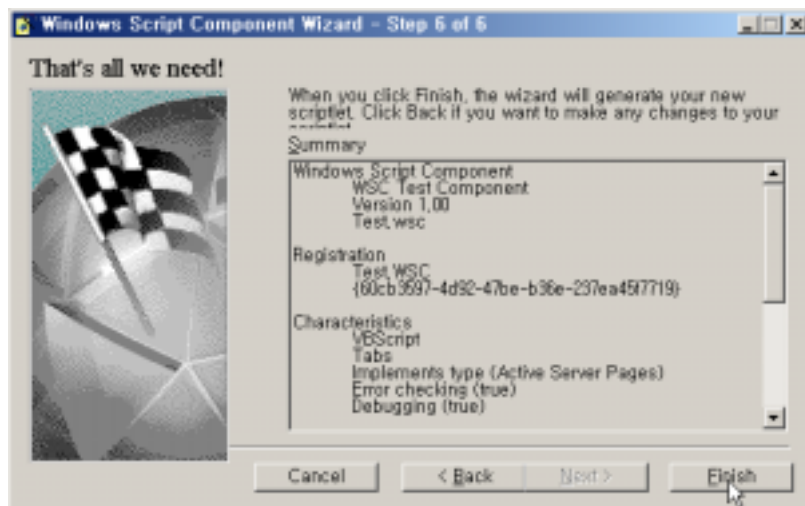 Windows Script Component Wizard - Step 6 of 6
That's all we need!
When you click Finish, the wizard will generate your new
scriptlet. Click Back if you want to make any changes to your
Summary
Windows Script Component
WSC Test Component
Version 1.00
Test.wsc
Registration
Test.WSC
{60cb3597-4d92-47be-b36e-237ea45f7719}
Characteristics
VBScript
Tabs
Implements type (Active Server Pages)
Error checking (true)
Debugging (true)
Cancel
< Back
Next >
Finish